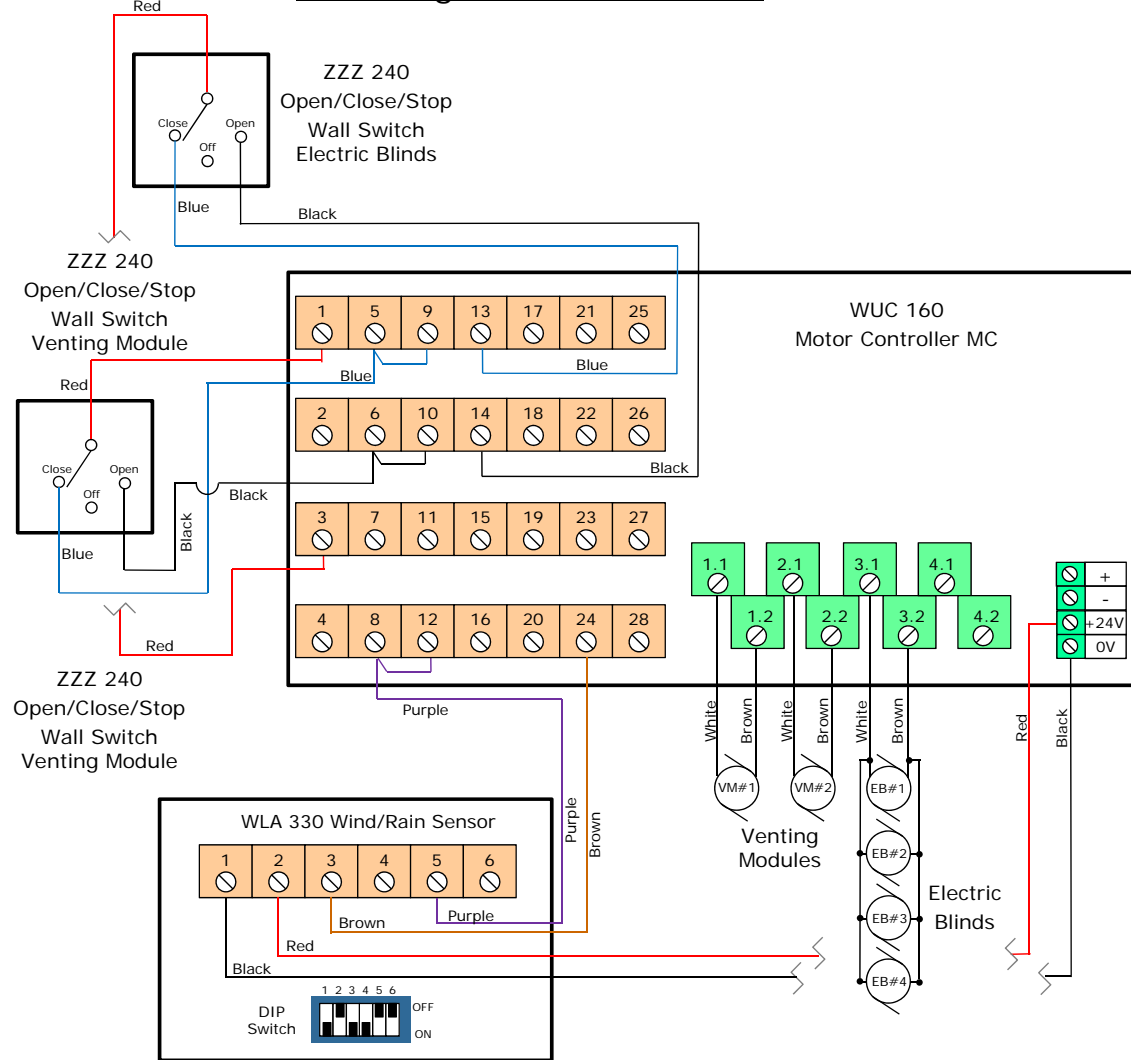 Red
ZZZ 240
Open/Close/Stop
Wall Switch
Electric Blinds
Close
Open
Off
Blue
Black
ZZZ 240
Open/Close/Stop
Wall Switch
Venting Module
WUC 160
Motor Controller MC
1 5 9 13 17 21 25
Blue
Blue
Red
2 6 10 14 18 22 26
Black
Close
Open
Off
Black
Black
Blue
3 7 11 15 19 23 27
1.1 2.1 3.1 4.1
1.2 2.2 3.2 4.2
+
-
+24V
0V
4 8 12 16 20 24 28
Red
ZZZ 240
Open/Close/Stop
Wall Switch
Venting Module
Purple
White
Brown
White
Brown
White
Brown
Red
Black
VM#1
VM#2
EB#1
Venting
Modules
EB#2
EB#3
EB#4
Electric
Blinds
Purple
Brown
WLA 330 Wind/Rain Sensor
1 2 3 4 5 6
Purple
Brown
Red
Black
1 2 3 4 5 6
DIP
Switch
OFF
ON